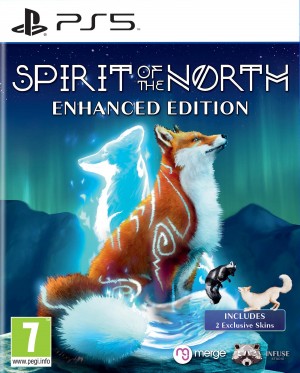 PS5
SPIRIT OF THE NORTH
ENHANCED EDITION
INCLUDES
2 Exclusive Skins
7
www.pegi.info
merge
INFUSE